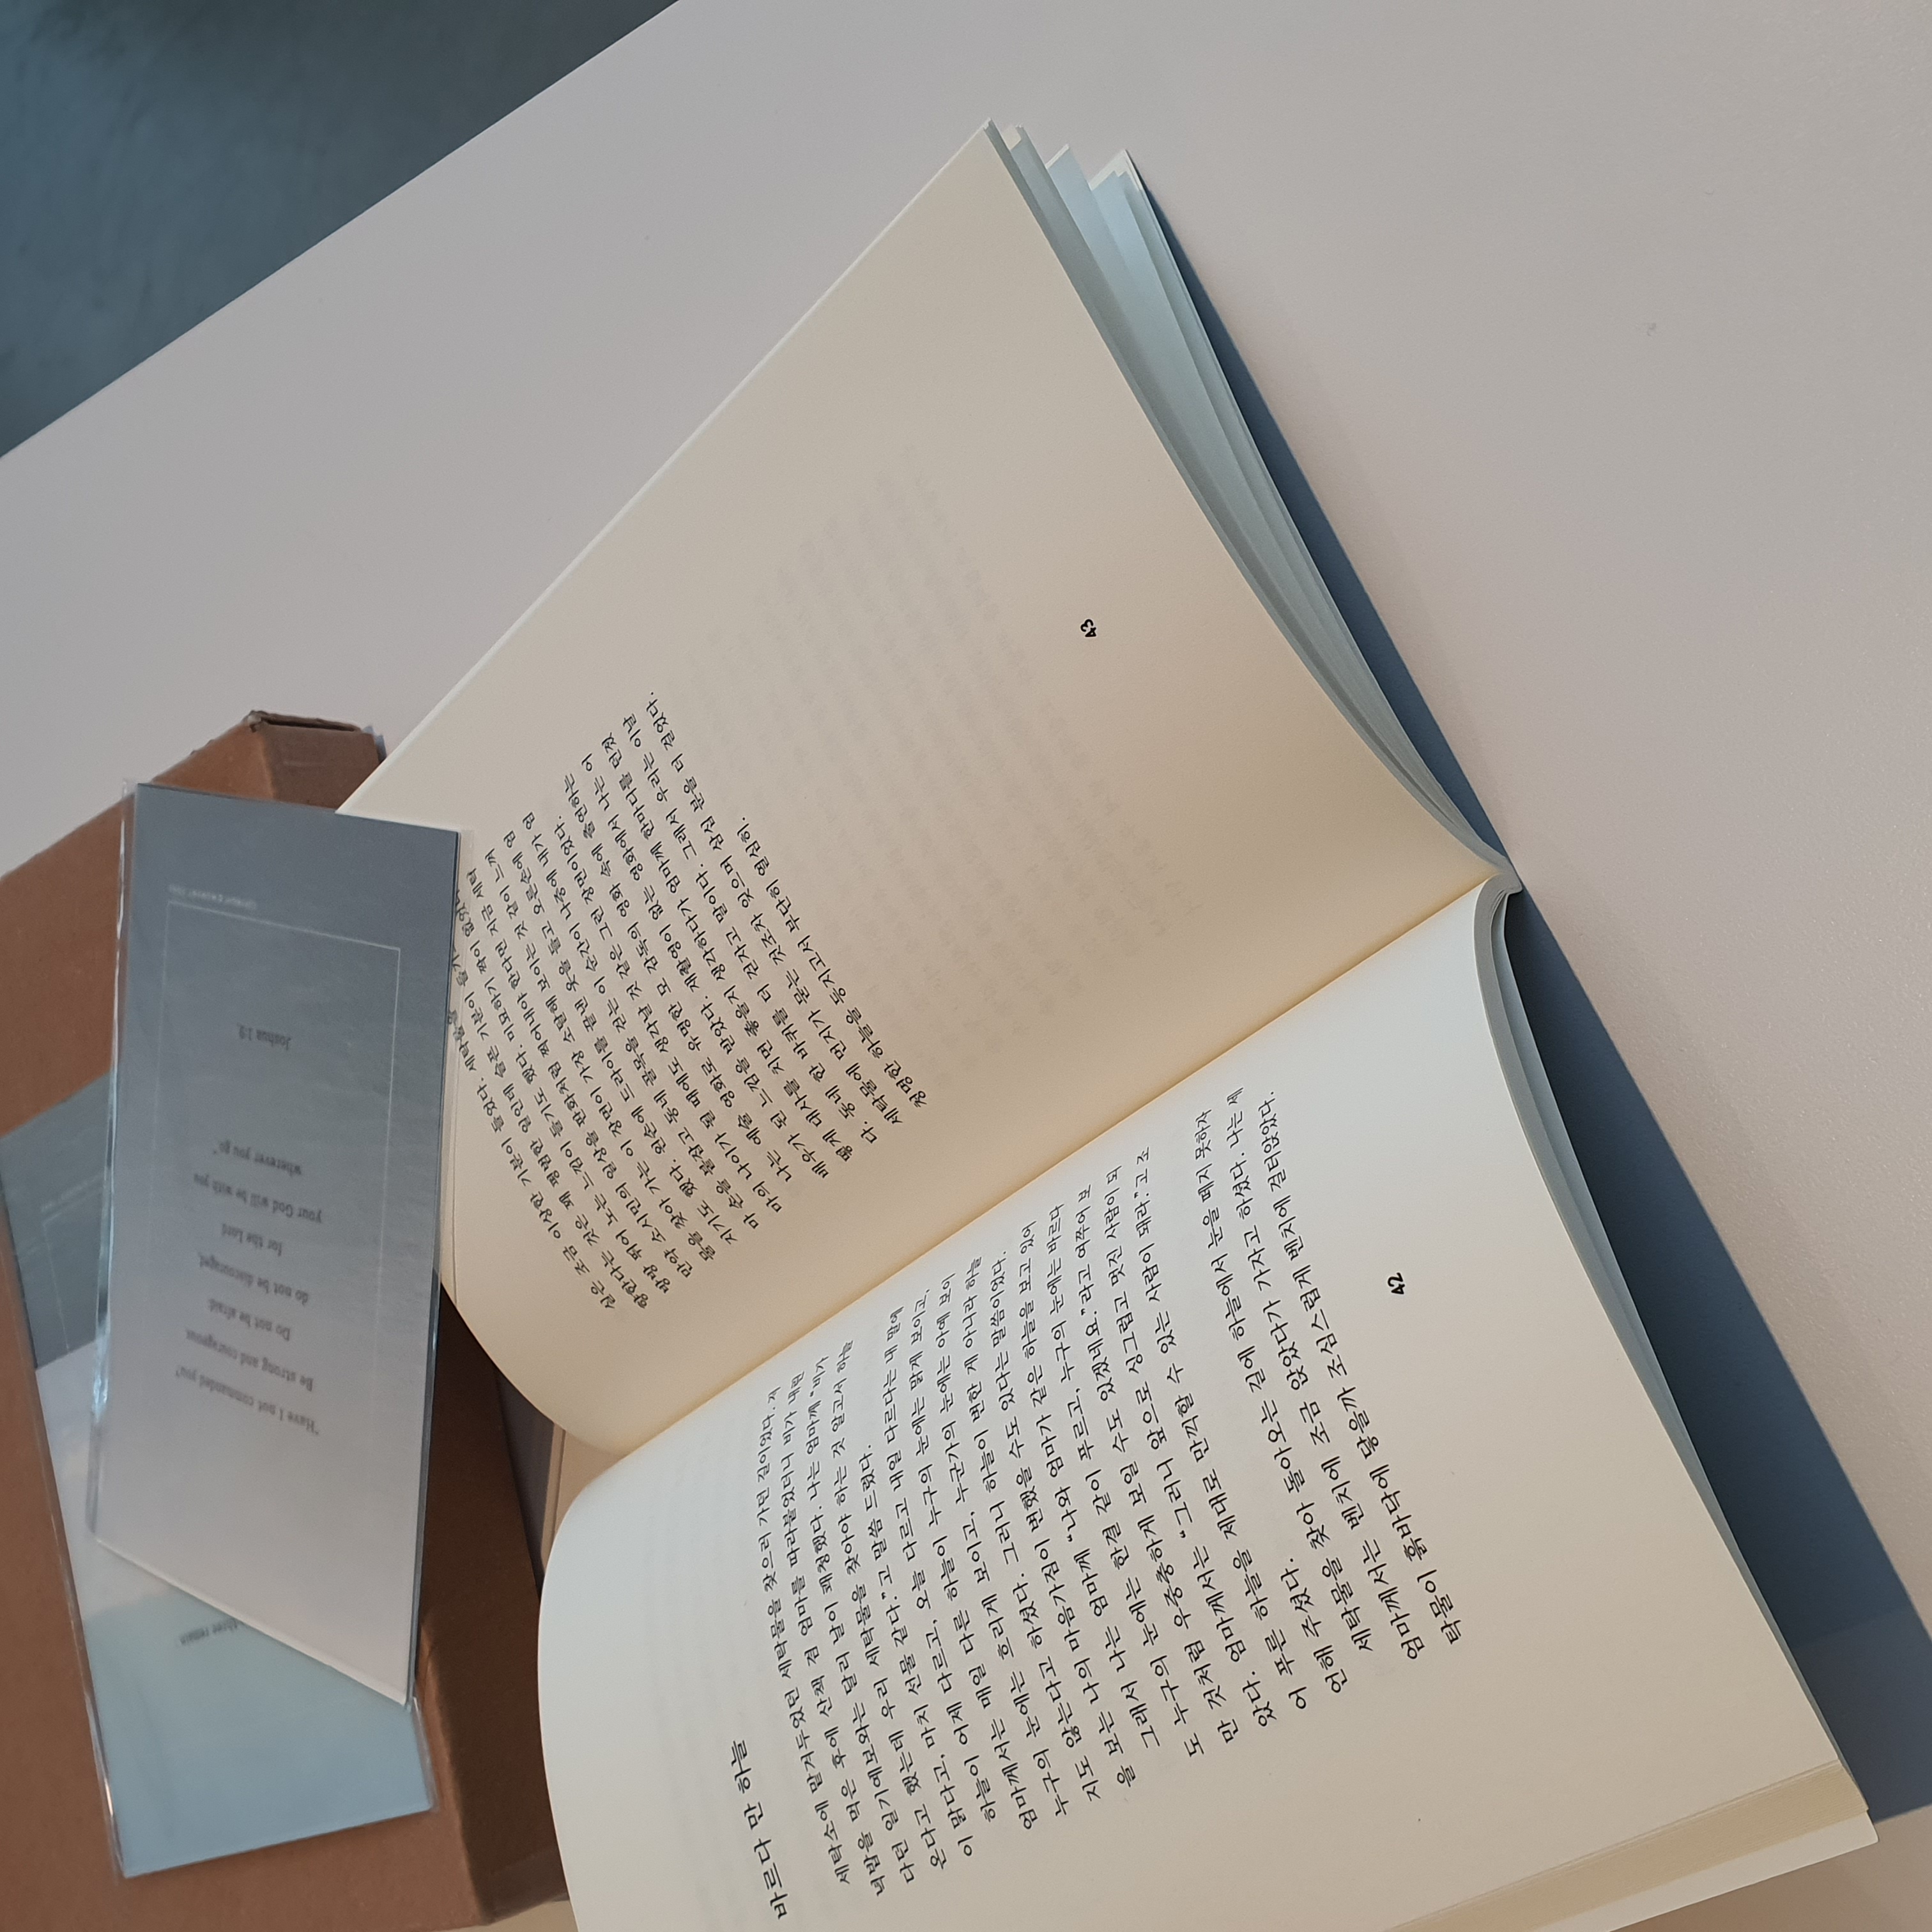 "Have I not commanded you?
Be strong and courageous.
Do not be afraid;
do not be discouraged,
for the Lord
your God will be with you
wherever you go."
Joshua 1:9.
바르다 만 하늘
세탁소에 맡겨두었던 세탁물을 찾으러 가던 길이었다. 저
녁밥을 먹은 후에 산책 겸 엄마를 따라붙었더니 비가 내린
다던 일기예보와는 달리 날이 쾌청했다. 나는 엄마께 “비가
온다고 했는데 우리 세탁물을 찾아야 하는 것 알고서 하늘
이 맑다고, 마치 선물 같다.”고 말씀 드렸다.
하늘이 어제 다르고, 오늘 다르고 내일 다르다는 내 말에
엄마께서는 매일 다른 하늘이 누구의 눈에는 맑게 보이고,
누구의 눈에는 흐리게 보이고, 누군가의 눈에는 아예 보이
지도 않는다고 하셨다. 그러니 하늘이 변한 게 아니라 하늘
을 보는 나의 마음가짐이 변했을 수도 있다는 말씀이었다.
그래서 나는 엄마께 “나와 엄마가 같은 하늘을 보고 있어
도 누구의 눈에는 한결 같이 푸르고, 누구의 눈에는 바르다
만 것처럼 우중충하게 보일 수도 있겠네요.”라고 여쭈어 보
았다. 엄마께서는 “그러니 앞으로 싱그럽고 멋진 사람이 되
어 푸른 하늘을 제대로 만끽할 수 있는 사람이 돼라.”고 조
언해 주셨다.
세탁물을 찾아 돌아오는 길에 하늘에서 눈을 떼지 못하자
엄마께서는 벤치에 조금 앉았다가 가자고 하셨다. 나는 세
탁물이 흙바닥에 닿을까 조심스럽게 벤치에 걸터앉았다.
42
실은 조금 이상한 기분이 들었다. 세탁물을
향한다는 것은 꽤 평범한 일인데 슬픈 기분이
방방 뛰어 노는 느낌이 들기도 했다. 미묘하기 짝이 없었다.
만약 소시민의 일상을 판화처럼 찍어내야 한다면 지금 세탁
물을 찾아 가는 이 장면이 가장 소탈해 보이는 것 같이 느껴
지기도 했다. 왼손에 드라이를 끝낸 옷을 들고 오른손에 엄
마 손을 붙잡고 동네 골목을 걷는 이 순간이 나중에 내가 엄
마의 나이가 될 때에도 생각날 것 같은 그런 장면이었다.
나는 예술 영화로 유명한 모 감독의 영화 속에 출연하는
배우가 된 느낌을 받았다. 재촬영이 없는 영화에서 나는 이
떻게 대사를 치면 좋을지 생각하다가 엄마께 한마디를 던졌
다. 동네 한 바퀴를 더 걷자고 말이다. 그래서 우리는 이날
세탁물에 먼지가 묻는 것조차 잊으며 삼십 분을 더 걸었다.
청명한 하늘을 등지고서 부단히 열심히.
43